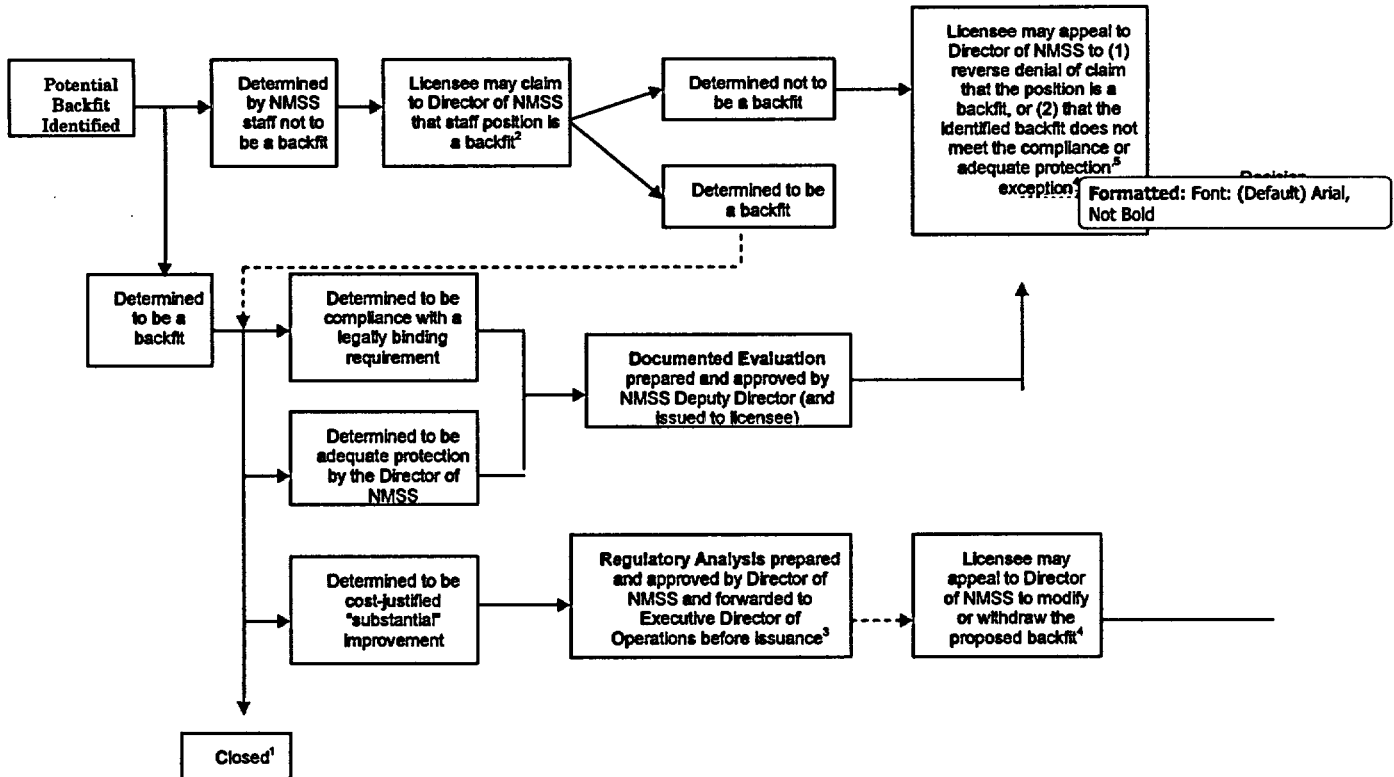 Potential
Backfit
Identified
Determined
by NMSS
staff not to
be a backfit
Licensee may claim
to Director of NMSS
that staff position is
a backfit²
Determined not to
be a backfit
Determined to be
a backfit
Licensee may appeal to
Director of NMSS to (1)
reverse denial of claim
that the position is a
backfit, or (2) that the
identified backfit does not
meet the compliance or
adequate protection⁵
exception
Formatted: Font: (Default) Arial,
Not Bold
Determined
to be a
backfit
Determined to be
compliance with a
legally binding
requirement
Determined to be
adequate protection
by the Director of
NMSS
Documented Evaluation
prepared and approved by
NMSS Deputy Director (and
issued to licensee)
Determined to be
cost-justified
"substantial"
improvement
Regulatory Analysis prepared
and approved by Director of
NMSS and forwarded to
Executive Director of
Operations before issuance³
Licensee may
appeal to Director
of NMSS to modify
or withdraw the
proposed backfit⁴
Closed¹